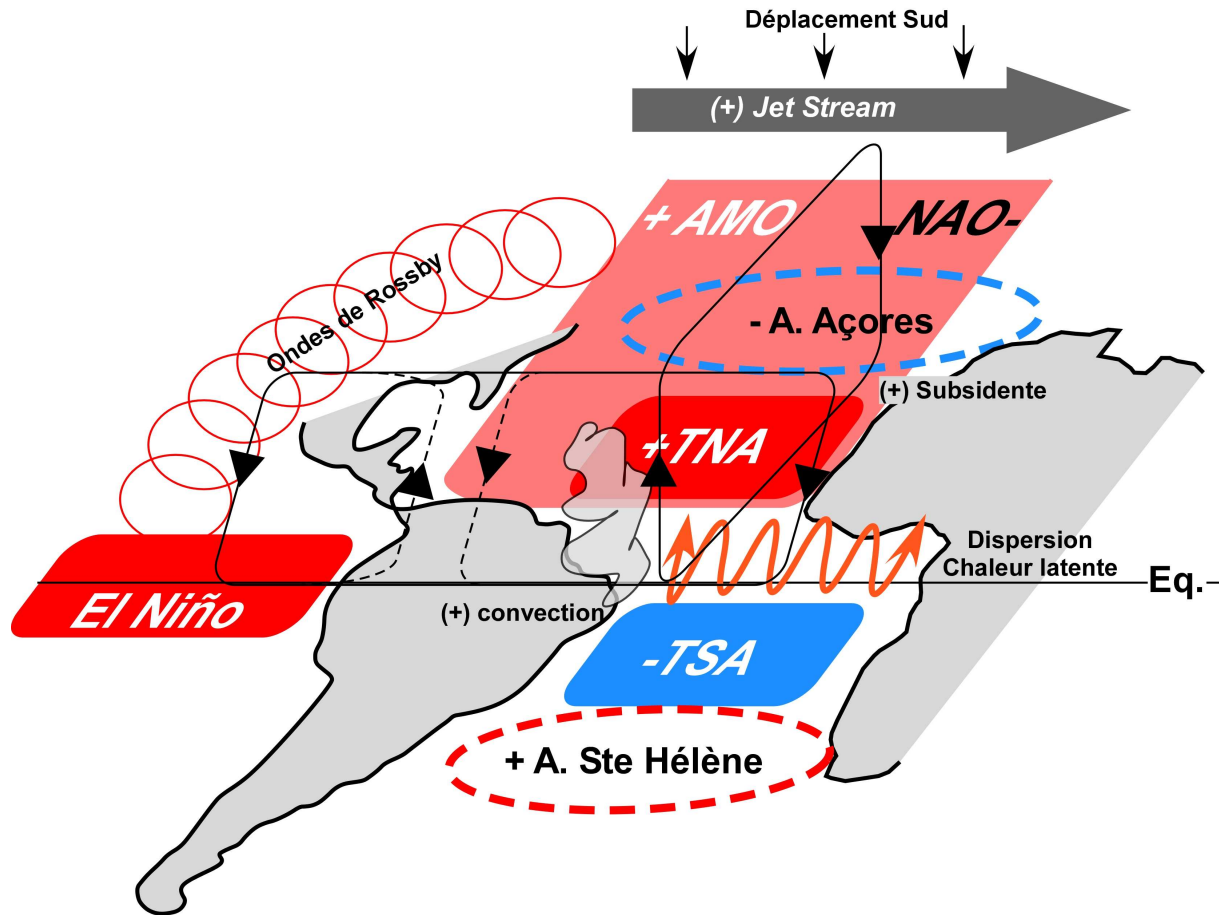 Déplacement Sud
(+) Jet Stream
+ AMO
NAO-
Ondes de Rossby
- A. Açores
(+) Subsidente
+TNA
Dispersion
Chaleur latente
Eq.
El Niño
(+) convection
-TSA
+ A. Ste Hélène